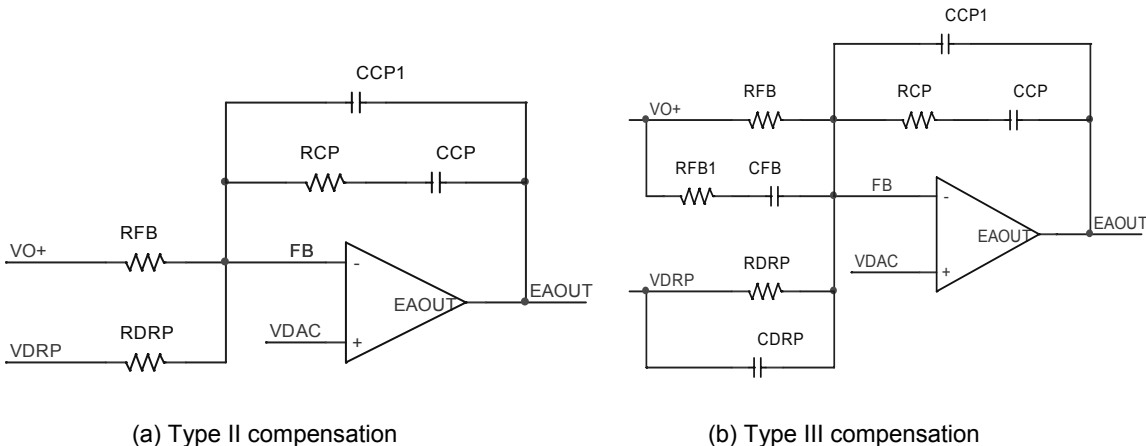 CCP1
RCP
CCP
RFB
VO+
FB
-
EAOUT
EAOUT
RDRP
VDRP
VDAC
+
(a) Type II compensation
CCP1
RFB
VO+
RCP
CCP
RFB1
CFB
FB
-
EAOUT
EAOUT
VDAC
+
RDRP
VDRP
CDRP
(b) Type III compensation